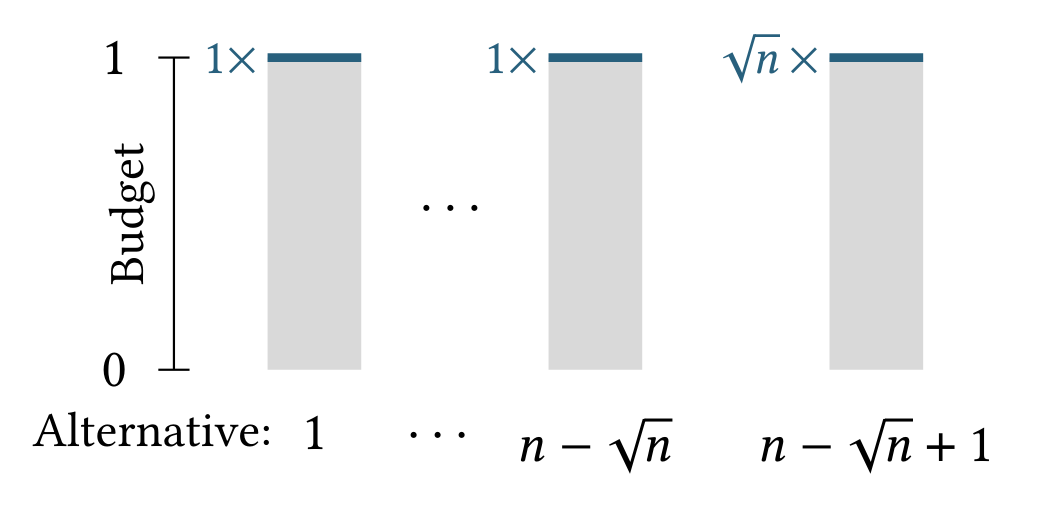 1 1× 1× √n ×
Budget
. . .
0
Alternative: 1 . . . n − √n n − √n + 1